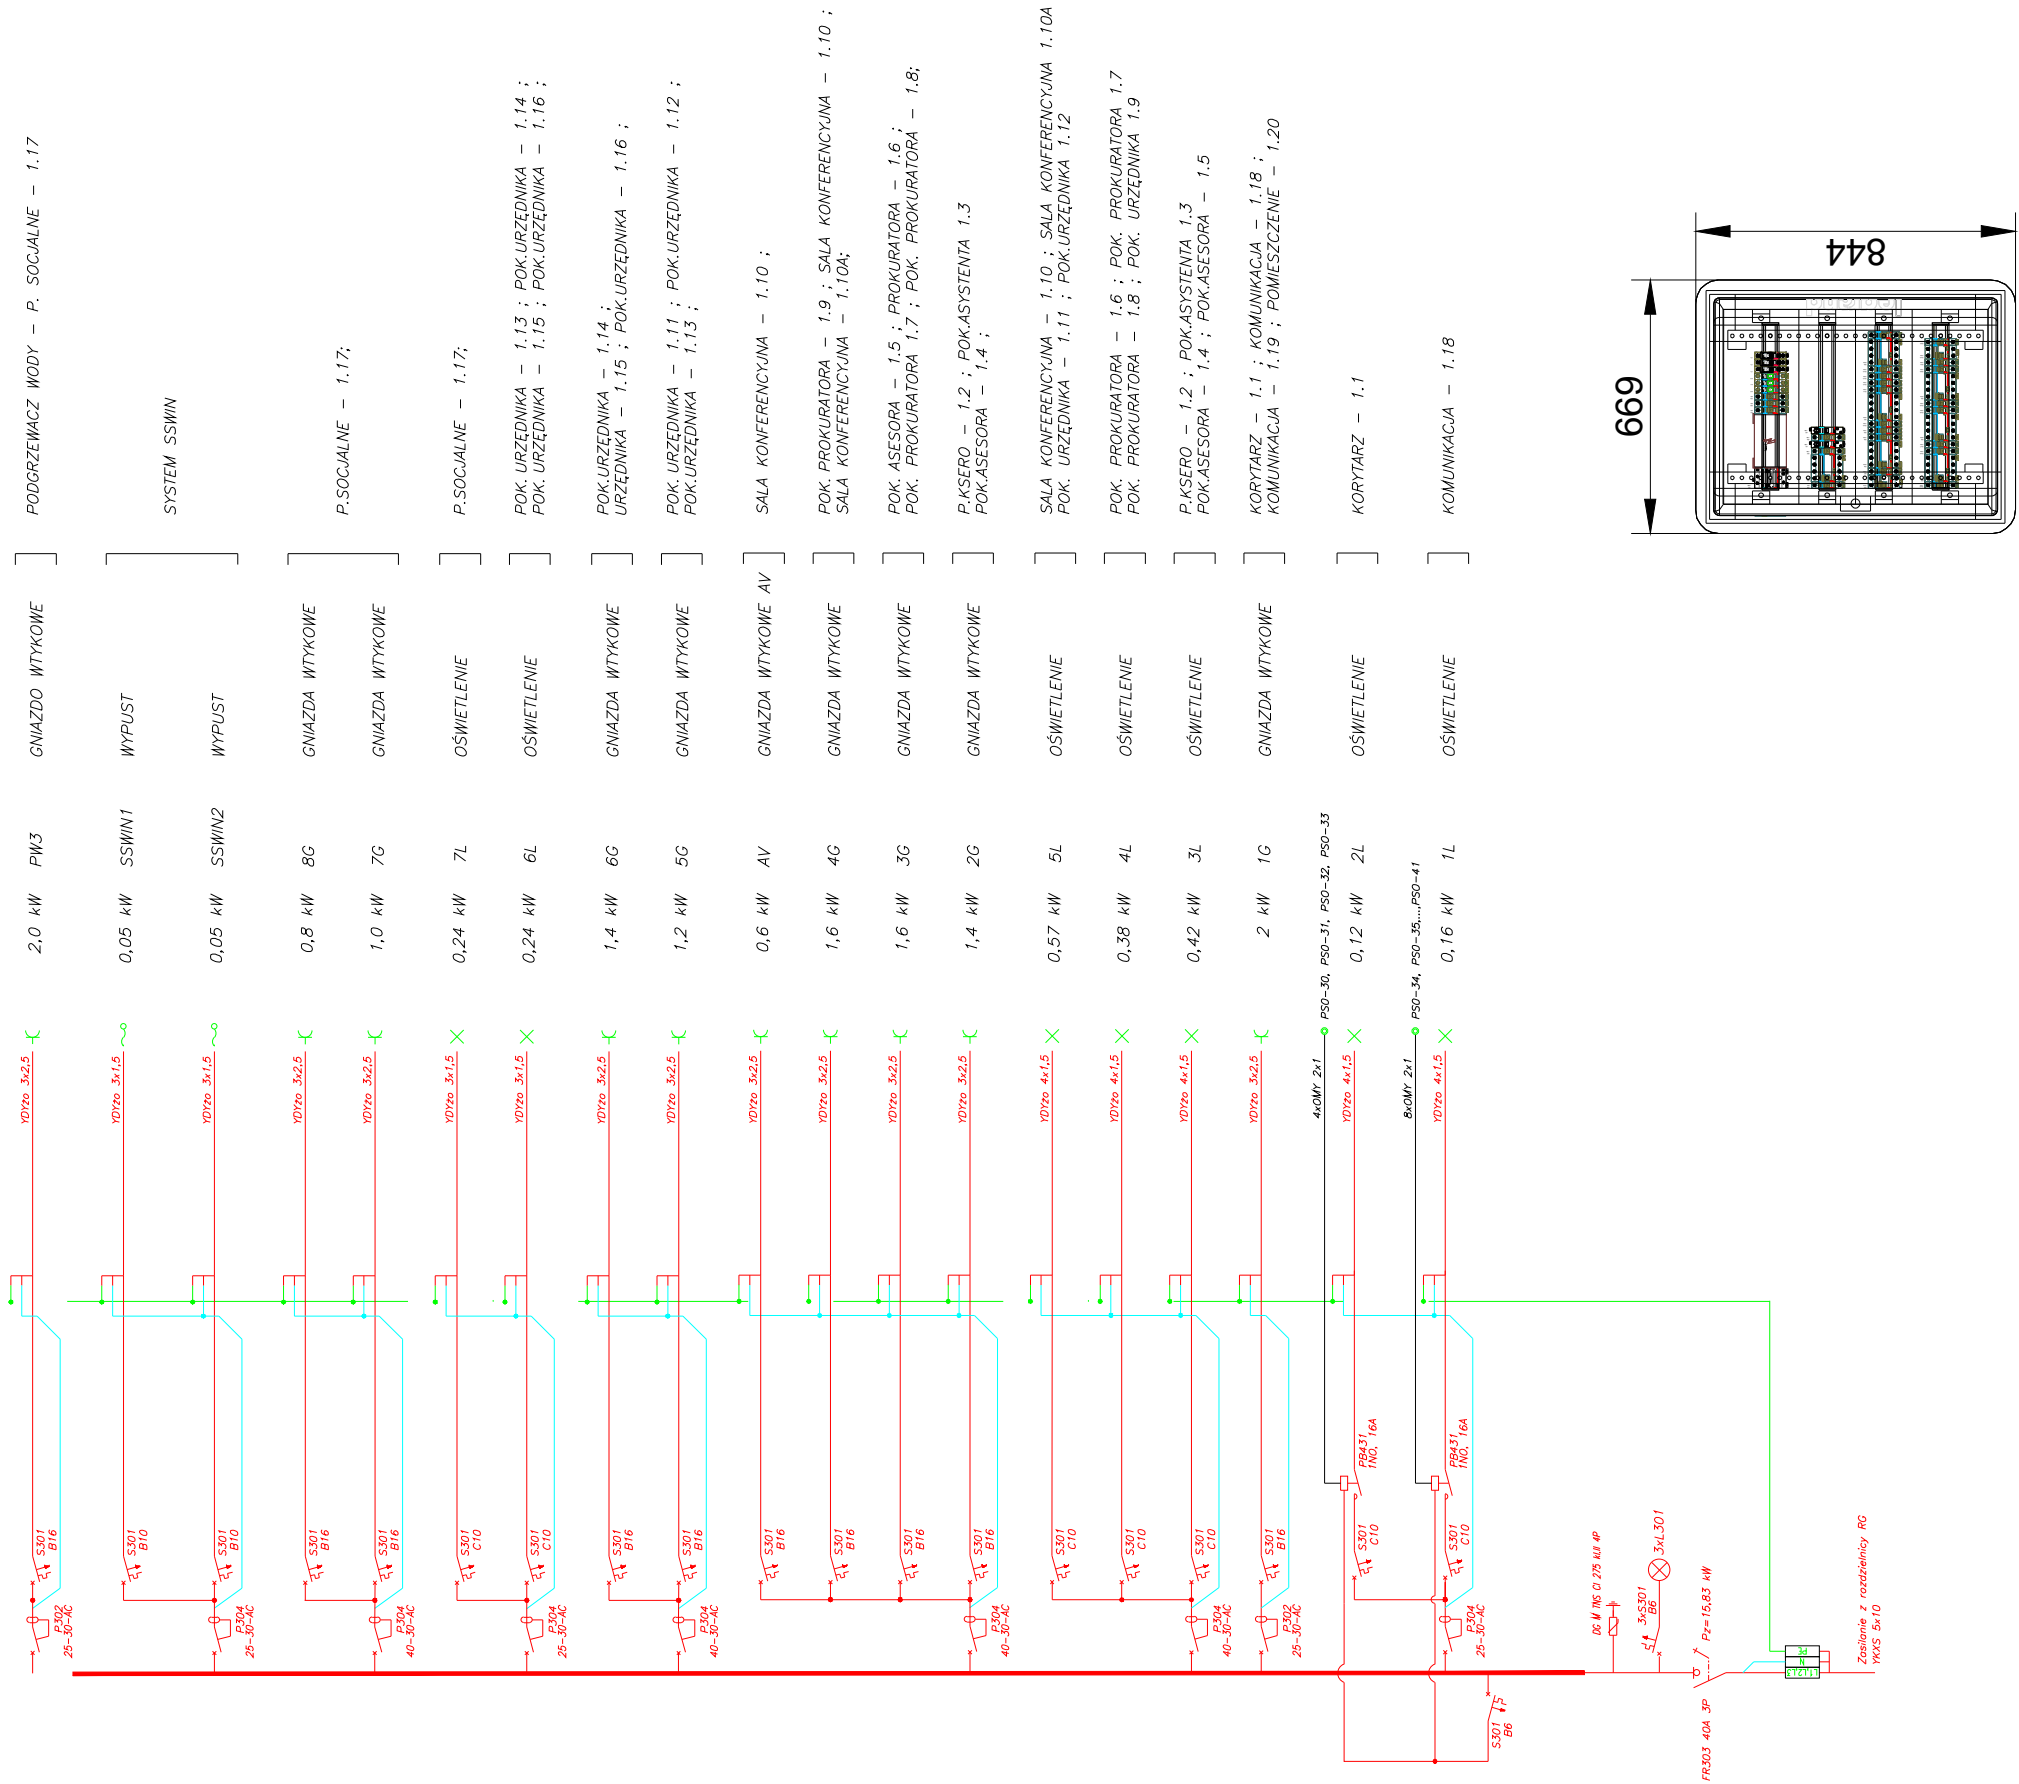 PODGRZEWACZ WODY - P. SOCJALNE - 1.17
SYSTEM SSWIN
P.SOCJALNE - 1.17;
P.SOCJALNE - 1.17;
POK. URZĘDNIKA - 1.13 ; POK.URZĘDNIKA - 1.14 ;
POK. URZĘDNIKA - 1.15 ; POK.URZĘDNIKA - 1.16 ;
POK.URZĘDNIKA - 1.14 ;
URZĘDNIKA - 1.15 ; POK.URZĘDNIKA - 1.16 ;
POK. URZĘDNIKA - 1.11 ; POK.URZĘDNIKA - 1.12 ;
POK.URZĘDNIKA - 1.13 ;
SALA KONFERENCYJNA - 1.10 ;
POK. PROKURATORA - 1.9 ; SALA KONFERENCYJNA - 1.10 ;
SALA KONFERENCYJNA - 1.10A;
POK. ASESORA - 1.5 ; PROKURATORA - 1.6 ;
POK. PROKURATORA 1.7 ; POK. PROKURATORA - 1.8;
P.KSERO - 1.2 ; POK.ASYSTENTA 1.3
POK.ASESORA - 1.4 ;
SALA KONFERENCYJNA - 1.10 ; SALA KONFERENCYJNA 1.10A
POK. URZĘDNIKA - 1.11 ; POK.URZĘDNIKA 1.12
POK. PROKURATORA - 1.6 ; POK. PROKURATORA 1.7
POK. PROKURATORA - 1.8 ; POK. URZĘDNIKA 1.9
P.KSERO - 1.2 ; POK.ASYSTENTA 1.3
POK.ASESORA - 1.4 ; POK.ASESORA - 1.5
KORYTARZ - 1.1 ; KOMUNIKACJA - 1.18 ;
KOMUNIKACJA - 1.19 ; POMIESZCZENIE - 1.20
KORYTARZ - 1.1
KOMUNIKACJA - 1.18
844
669
GNIAZDO WTYKOWE
WYPUST
WYPUST
GNIAZDA WTYKOWE
GNIAZDA WTYKOWE
OŚWIETLENIE
OŚWIETLENIE
GNIAZDA WTYKOWE
GNIAZDA WTYKOWE
GNIAZDA WTYKOWE AV
GNIAZDA WTYKOWE
GNIAZDA WTYKOWE
GNIAZDA WTYKOWE
OŚWIETLENIE
OŚWIETLENIE
OŚWIETLENIE
GNIAZDA WTYKOWE
OŚWIETLENIE
OŚWIETLENIE
2,0 kW PW3
0,05 kW SSWIN1
0,05 kW SSWIN2
0,8 kW 8G
1,0 kW 7G
0,24 kW 7L
0,24 kW 6L
1,4 kW 6G
1,2 kW 5G
0,6 kW AV
1,6 kW 4G
1,6 kW 3G
1,4 kW 2G
0,57 kW 5L
0,38 kW 4L
0,42 kW 3L
2 kW 1G
PSO-30, PSO-31, PSO-32, PSO-33
0,12 kW 2L
PSO-34, PSO-35,...,PSO-41
0,16 kW 1L
YDYżo 3x2,5
YDYżo 3x1,5
YDYżo 3x1,5
YDYżo 3x2,5
YDYżo 3x2,5
YDYżo 3x1,5
YDYżo 3x1,5
YDYżo 3x2,5
YDYżo 3x2,5
YDYżo 3x2,5
YDYżo 3x2,5
YDYżo 3x2,5
YDYżo 3x2,5
YDYżo 4x1,5
YDYżo 4x1,5
YDYżo 4x1,5
YDYżo 3x2,5
4xOMY 2x1
YDYżo 4x1,5
8xOMY 2x1
YDYżo 4x1,5
PB431
1NO, 16A
PB431
1NO, 16A
S301
B16
S301
B10
S301
B10
S301
B16
S301
B16
S301
C10
S301
C10
S301
B16
S301
B16
S301
B16
S301
B16
S301
B16
S301
B16
S301
C10
S301
C10
S301
C10
S301
B16
S301
C10
S301
C10
P302
25-30-AC
P304
25-30-AC
P304
40-30-AC
P304
25-30-AC
P304
40-30-AC
P304
40-30-AC
P304
40-30-AC
P302
25-30-AC
P304
25-30-AC
S301
B6
DG M TNS CI 275 kl,II 4P
3xS301
B6
3xL301
Pz=15,83 kW
FR303 40A 3P
PE
N
L1,L2,L3
Zasilanie z rozdzielnicy RG
YKXS 5x10